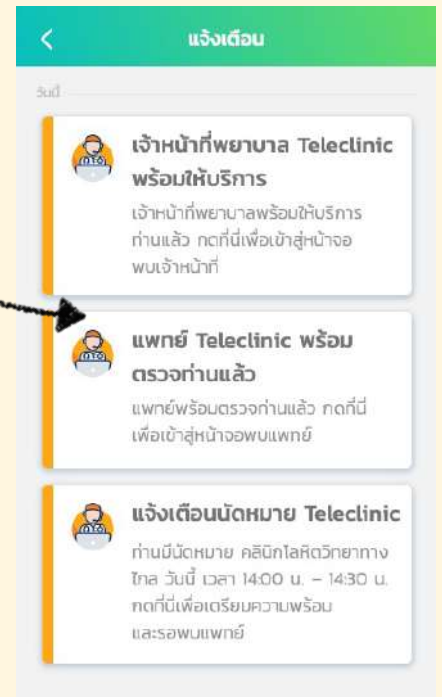 แจ้งเตือน
วันนี้
เจ้าหน้าที่พยาบาล Teleclinic
พร้อมให้บริการ
เจ้าหน้าที่พยาบาลพร้อมให้บริการ
ท่านแล้ว กดที่นี่เพื่อเข้าสู่หน้าจอ
พบเจ้าหน้าที่
แพทย์ Teleclinic พร้อม
ตรวจท่านแล้ว
แพทย์พร้อมตรวจท่านแล้ว กดที่นี่
เพื่อเข้าสู่หน้าจอพบแพทย์
แจ้งเตือนนัดหมาย Teleclinic
ท่านมีนัดหมาย คลินิกโลหิตวิทยาทาง
ไกล วันนี้ เวลา 14:00 น. – 14:30 น.
กดที่นี่เพื่อเตรียมความพร้อม
และรอพบแพทย์